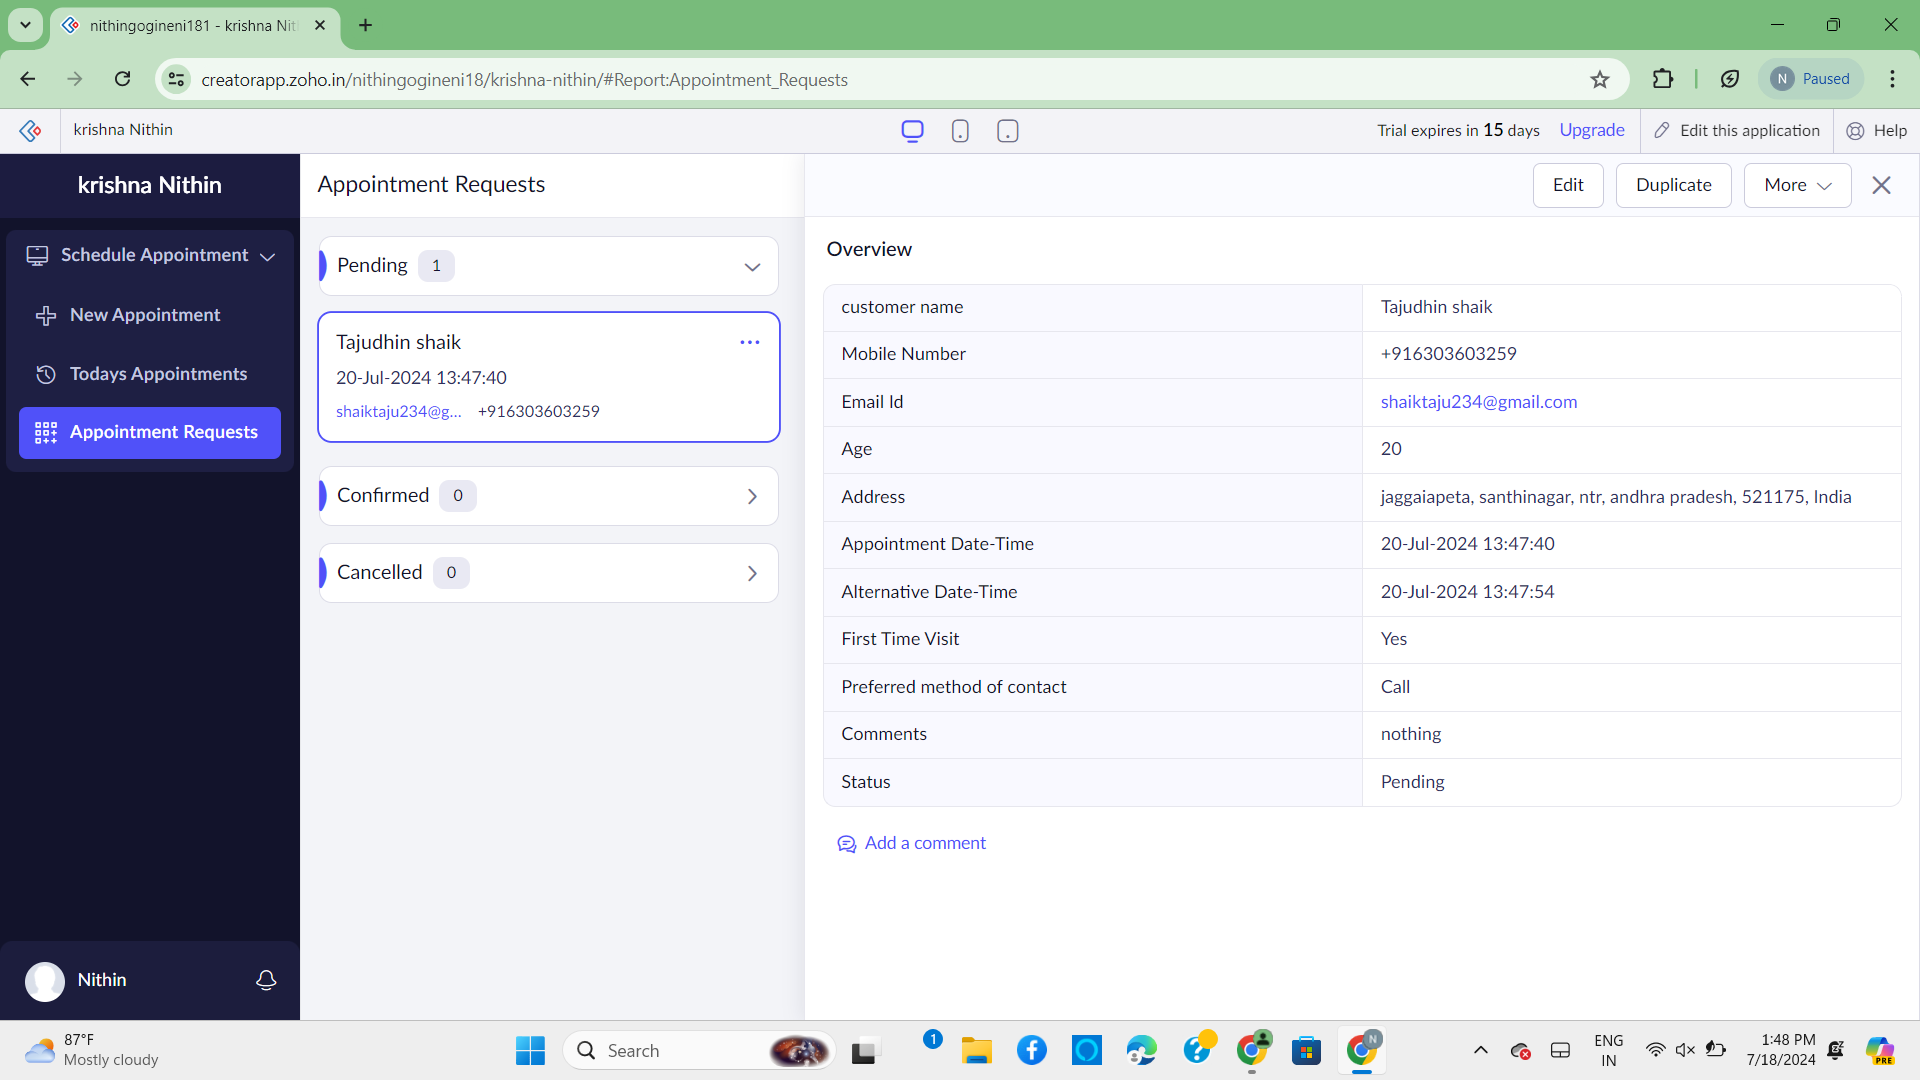 nithingogineni181 - krishna Nit
creatorapp.zoho.in/nithingogineni18/krishna-nithin/#Report:Appointment_Requests
N Paused
krishna Nithin
Trial expires in 15 days Upgrade Edit this application Help
krishna Nithin
Schedule Appointment
New Appointment
Todays Appointments
Appointment Requests
Nithin
Appointment Requests
Pending 1
Tajudhin shaik
20-Jul-2024 13:47:40
shaiktaju234@g... +916303603259
Confirmed 0
Cancelled 0
Edit Duplicate More
Overview
customer name Tajudhin shaik
Mobile Number +916303603259
Email Id shaiktaju234@gmail.com
Age 20
Address jaggaiapeta, santhinagar, ntr, andhra pradesh, 521175, India
Appointment Date-Time 20-Jul-2024 13:47:40
Alternative Date-Time 20-Jul-2024 13:47:54
First Time Visit Yes
Preferred method of contact Call
Comments nothing
Status Pending
Add a comment
87°F
Mostly cloudy
Search
1
N
ENG
IN
1:48 PM
7/18/2024
PRE